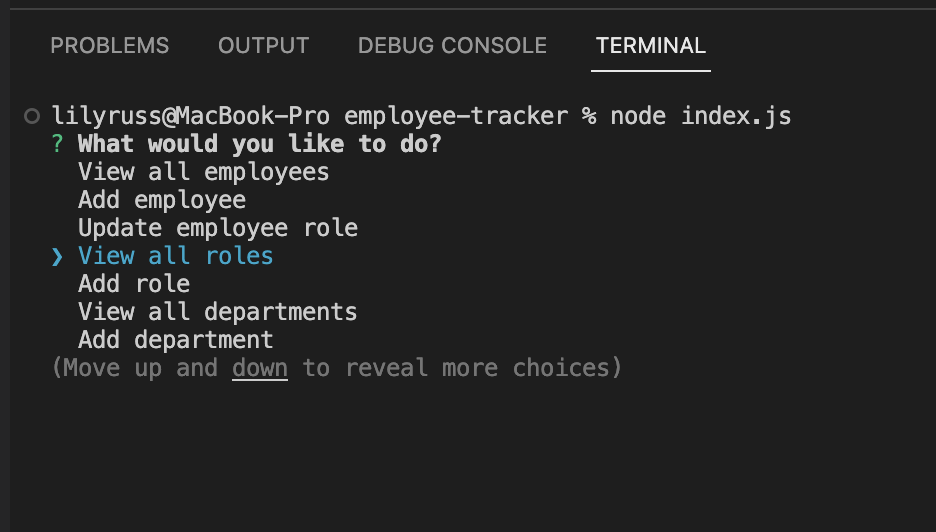 PROBLEMS OUTPUT DEBUG CONSOLE TERMINAL
lilyruss@MacBook-Pro employee-tracker % node index.js
? What would you like to do?
View all employees
Add employee
Update employee role
❯ View all roles
Add role
View all departments
Add department
(Move up and down to reveal more choices)